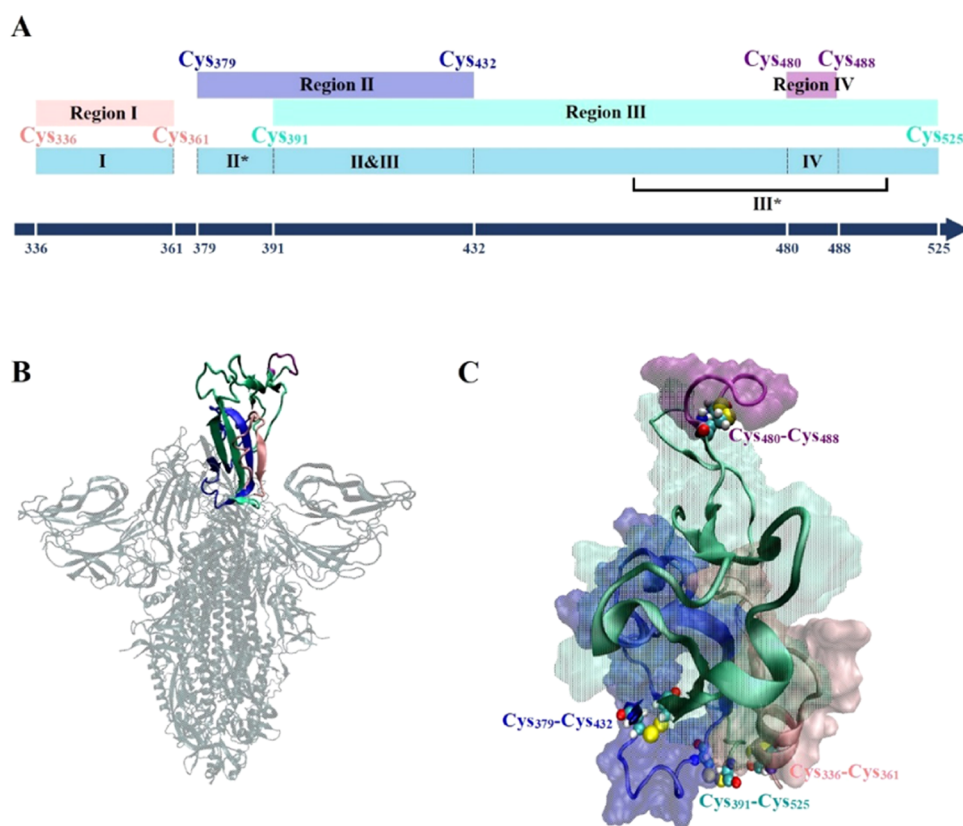 A
Cys379 Cys432 Cys480 Cys488
Region II Region IV
Region I Region III
Cys336 Cys361 Cys391 Cys525
I II* II&III IV
III*
336 361 379 391 432 480 488 525
B C
Cys480-Cys488
Cys379-Cys432
Cys336-Cys361
Cys391-Cys525